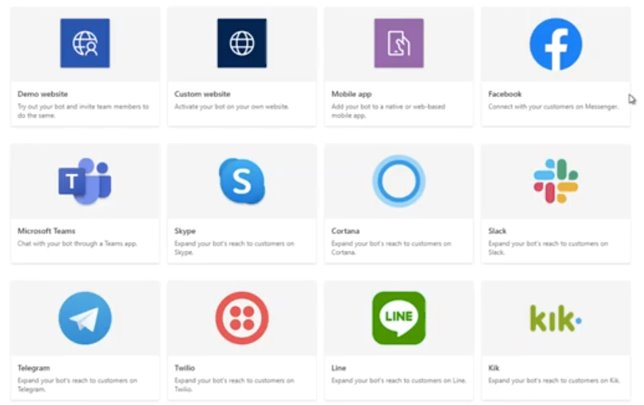 Demo website
Try out your bot and invite team members to
do the same.
Custom website
Activate your bot on your own website.
Mobile app
Add your bot to a native or web-based
mobile app.
Facebook
Connect with your customers on Messenger.
T
Microsoft Teams
Chat with your bot through a Teams app.
S
Skype
Expand your bot's reach to customers on
Skype.
Cortana
Expand your bot's reach to customers on
Cortana.
Slack
Expand your bot's reach to customers on
Slack.
Telegram
Expand your bot's reach to customers on
Telegram.
Twilio
Expand your bot's reach to customers on
Twilio.
LINE
Line
Expand your bot's reach to customers on Line.
kik
Kik
Expand your bot's reach to customers on Kik.